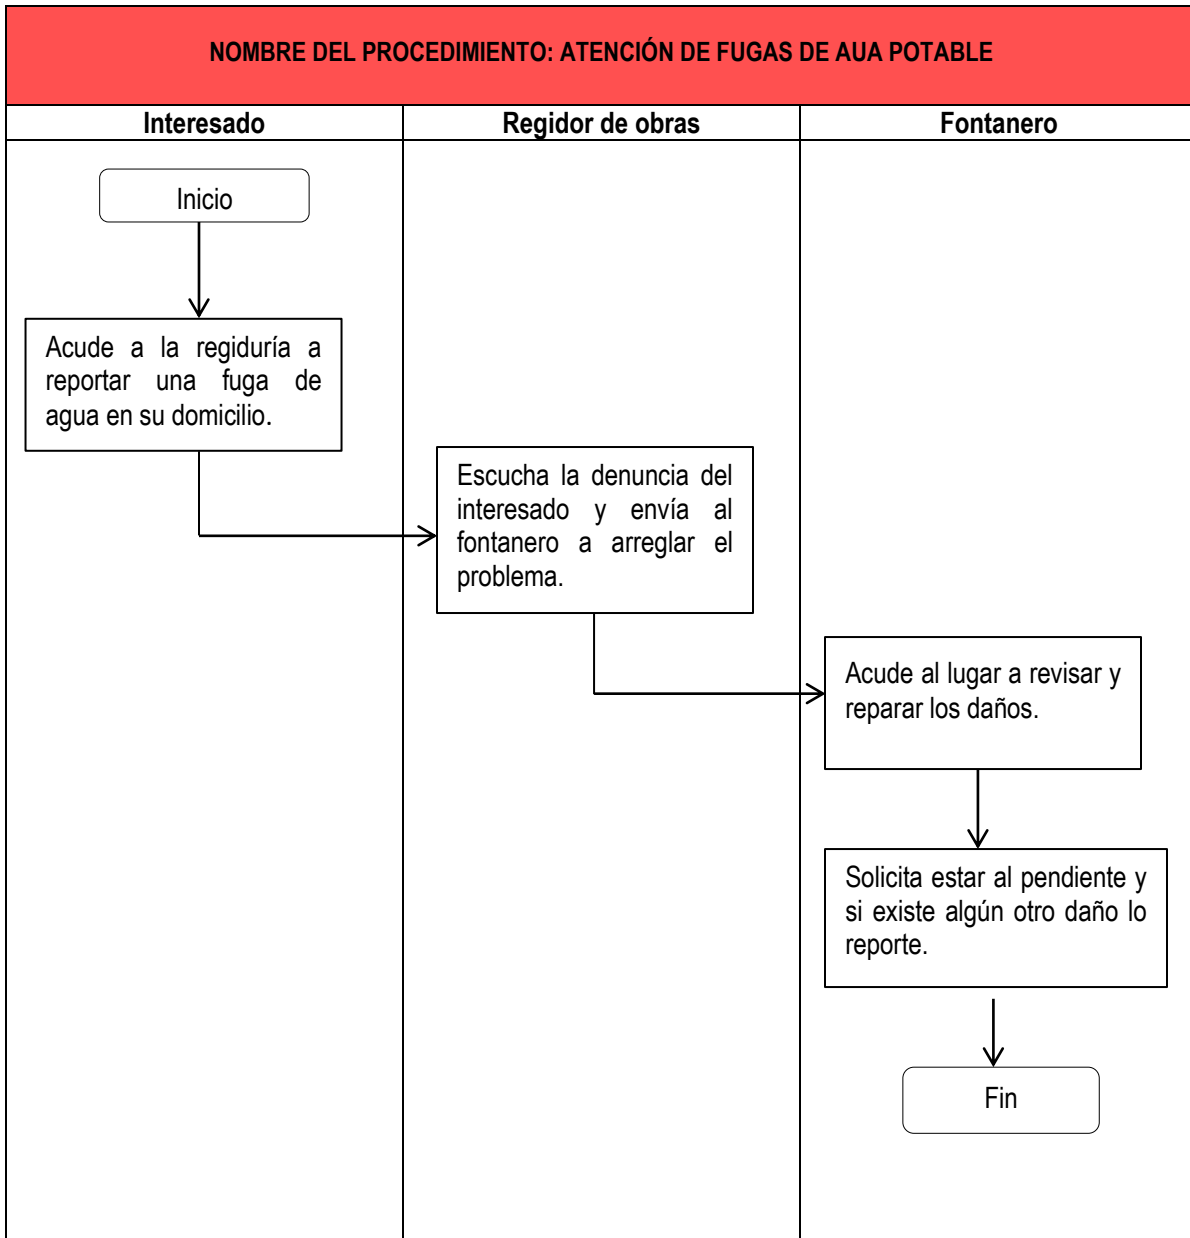 NOMBRE DEL PROCEDIMIENTO: ATENCIÓN DE FUGAS DE AUA POTABLE
Interesado
Regidor de obras
Fontanero
Inicio
Acude a la regiduría a
reportar una fuga de
agua en su domicilio.
Escucha la denuncia del
interesado y envía al
fontanero a arreglar el
problema.
Acude al lugar a revisar y
reparar los daños.
Solicita estar al pendiente y
si existe algún otro daño lo
reporte.
Fin